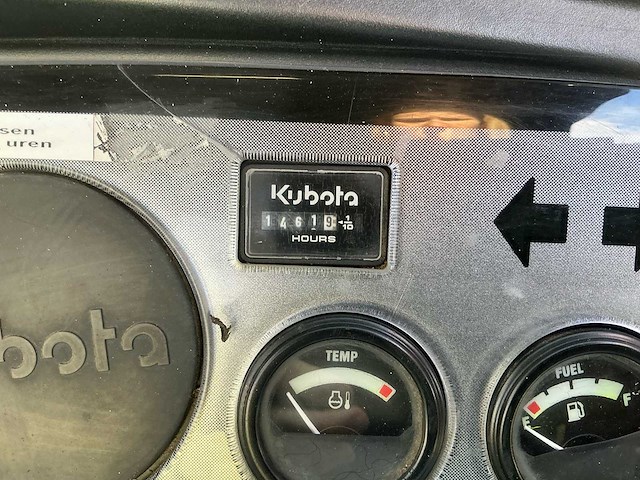 sen
uren
Kubota
14619 1/10
HOURS
bota
TEMP
FUEL
E
F